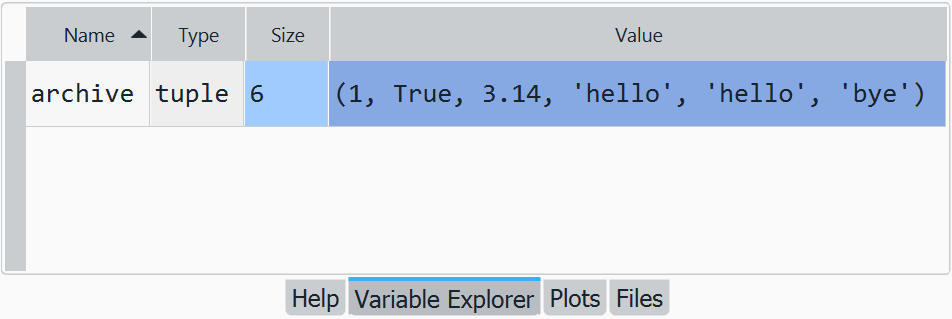 Name Type Size Value
archive tuple 6 (1, True, 3.14, 'hello', 'hello', 'bye')
Help Variable Explorer Plots Files